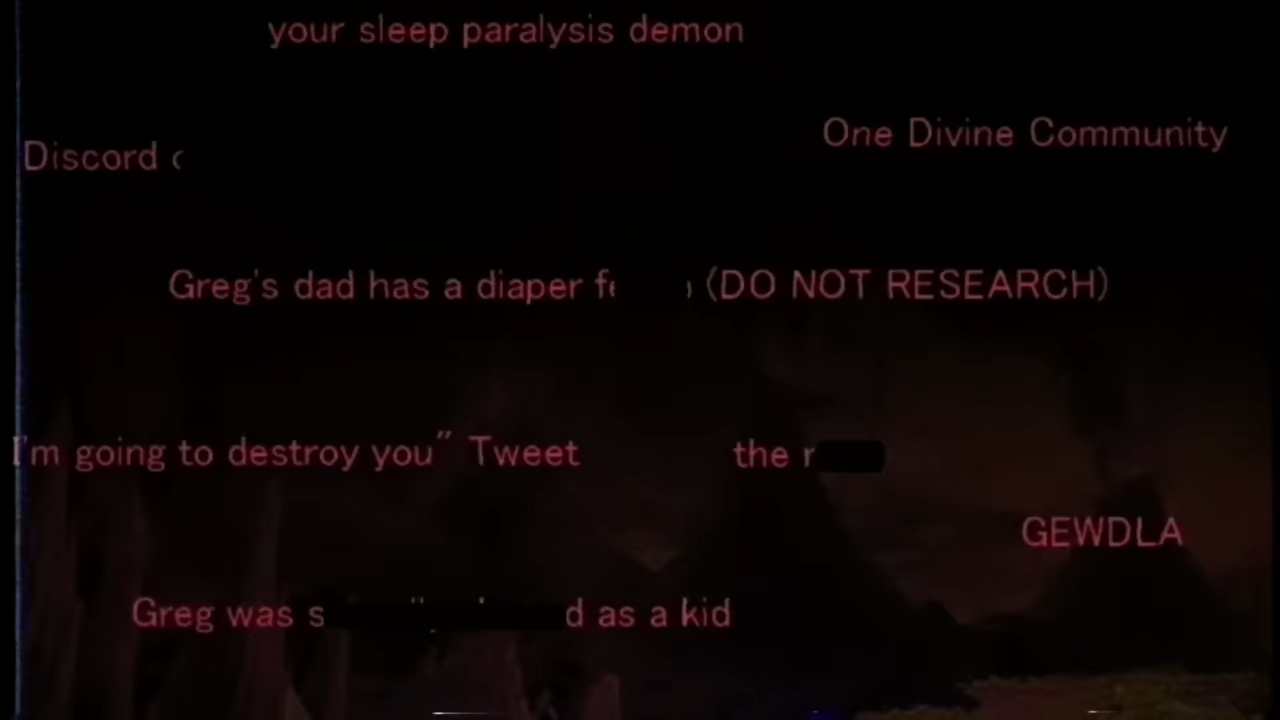 your sleep paralysis demon
One Divine Community
Discord
Greg's dad has a diaper (DO NOT RESEARCH)
I'm going to destroy you" Tweet
the
GEWDLA
Greg was as a kid